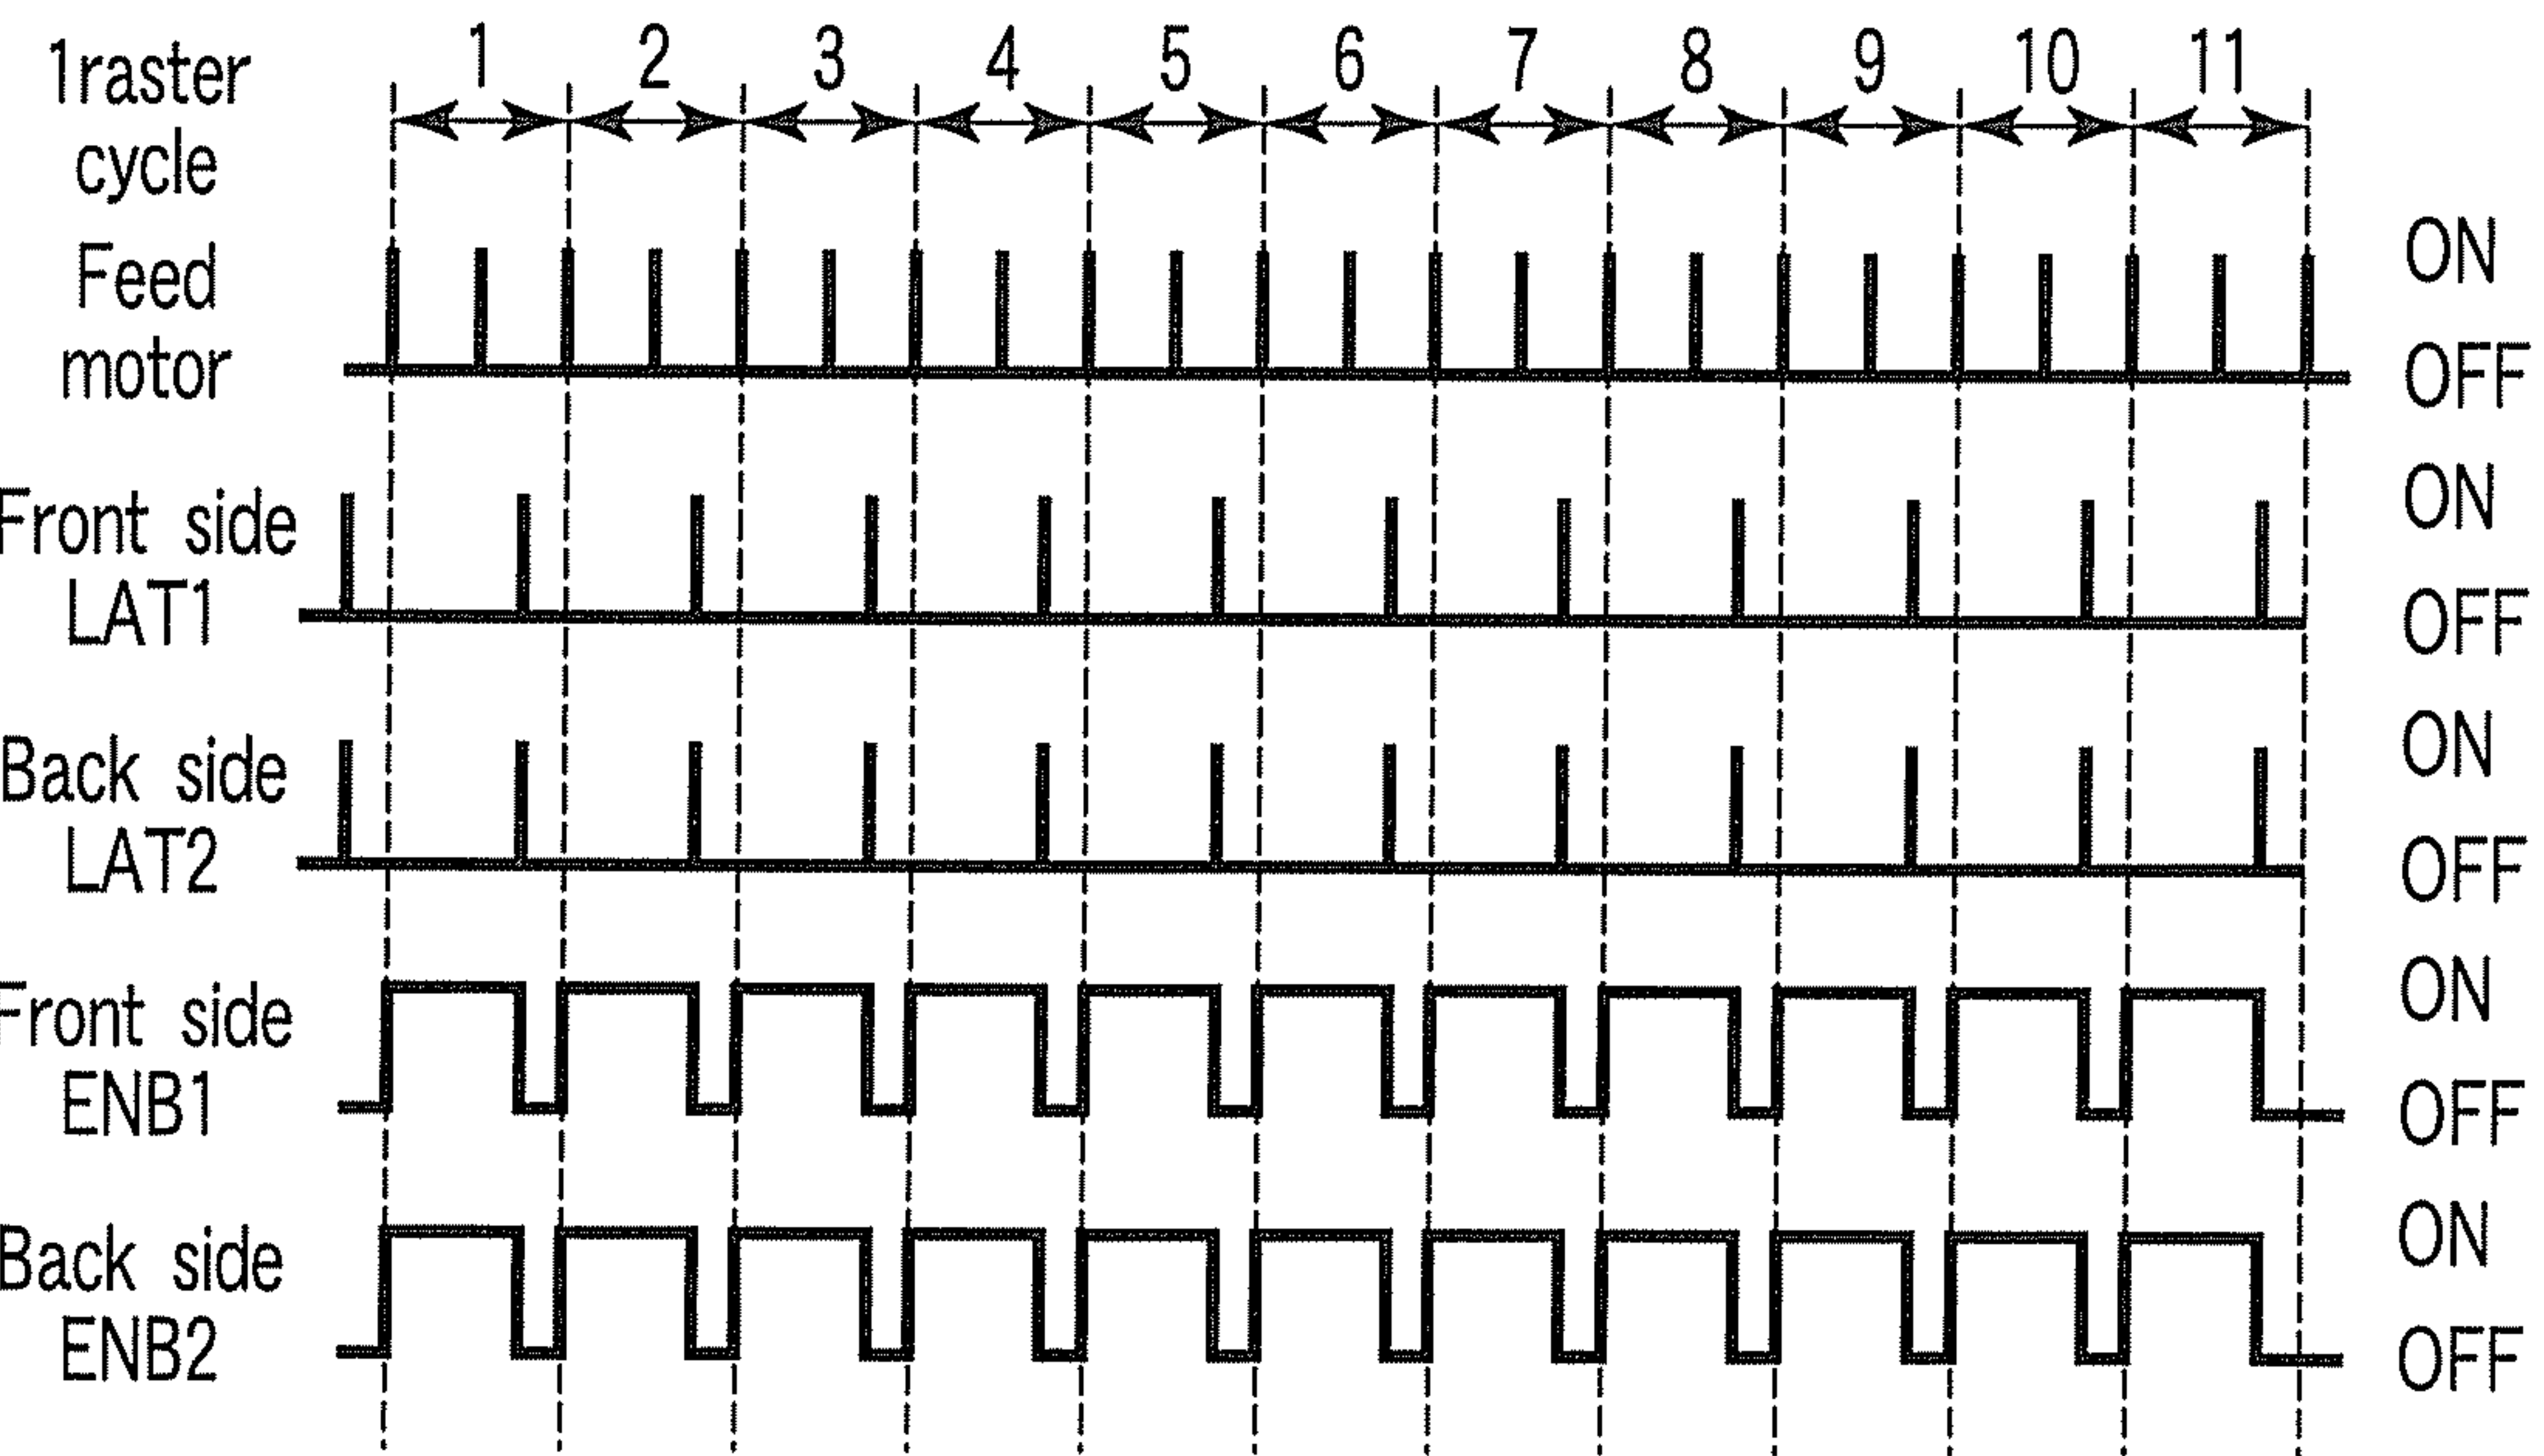 1raster cycle
1 2 3 4 5 6 7 8 9 10 11
Feed motor
ON
OFF
Front side LAT1
ON
OFF
Back side LAT2
ON
OFF
Front side ENB1
ON
OFF
Back side ENB2
ON
OFF